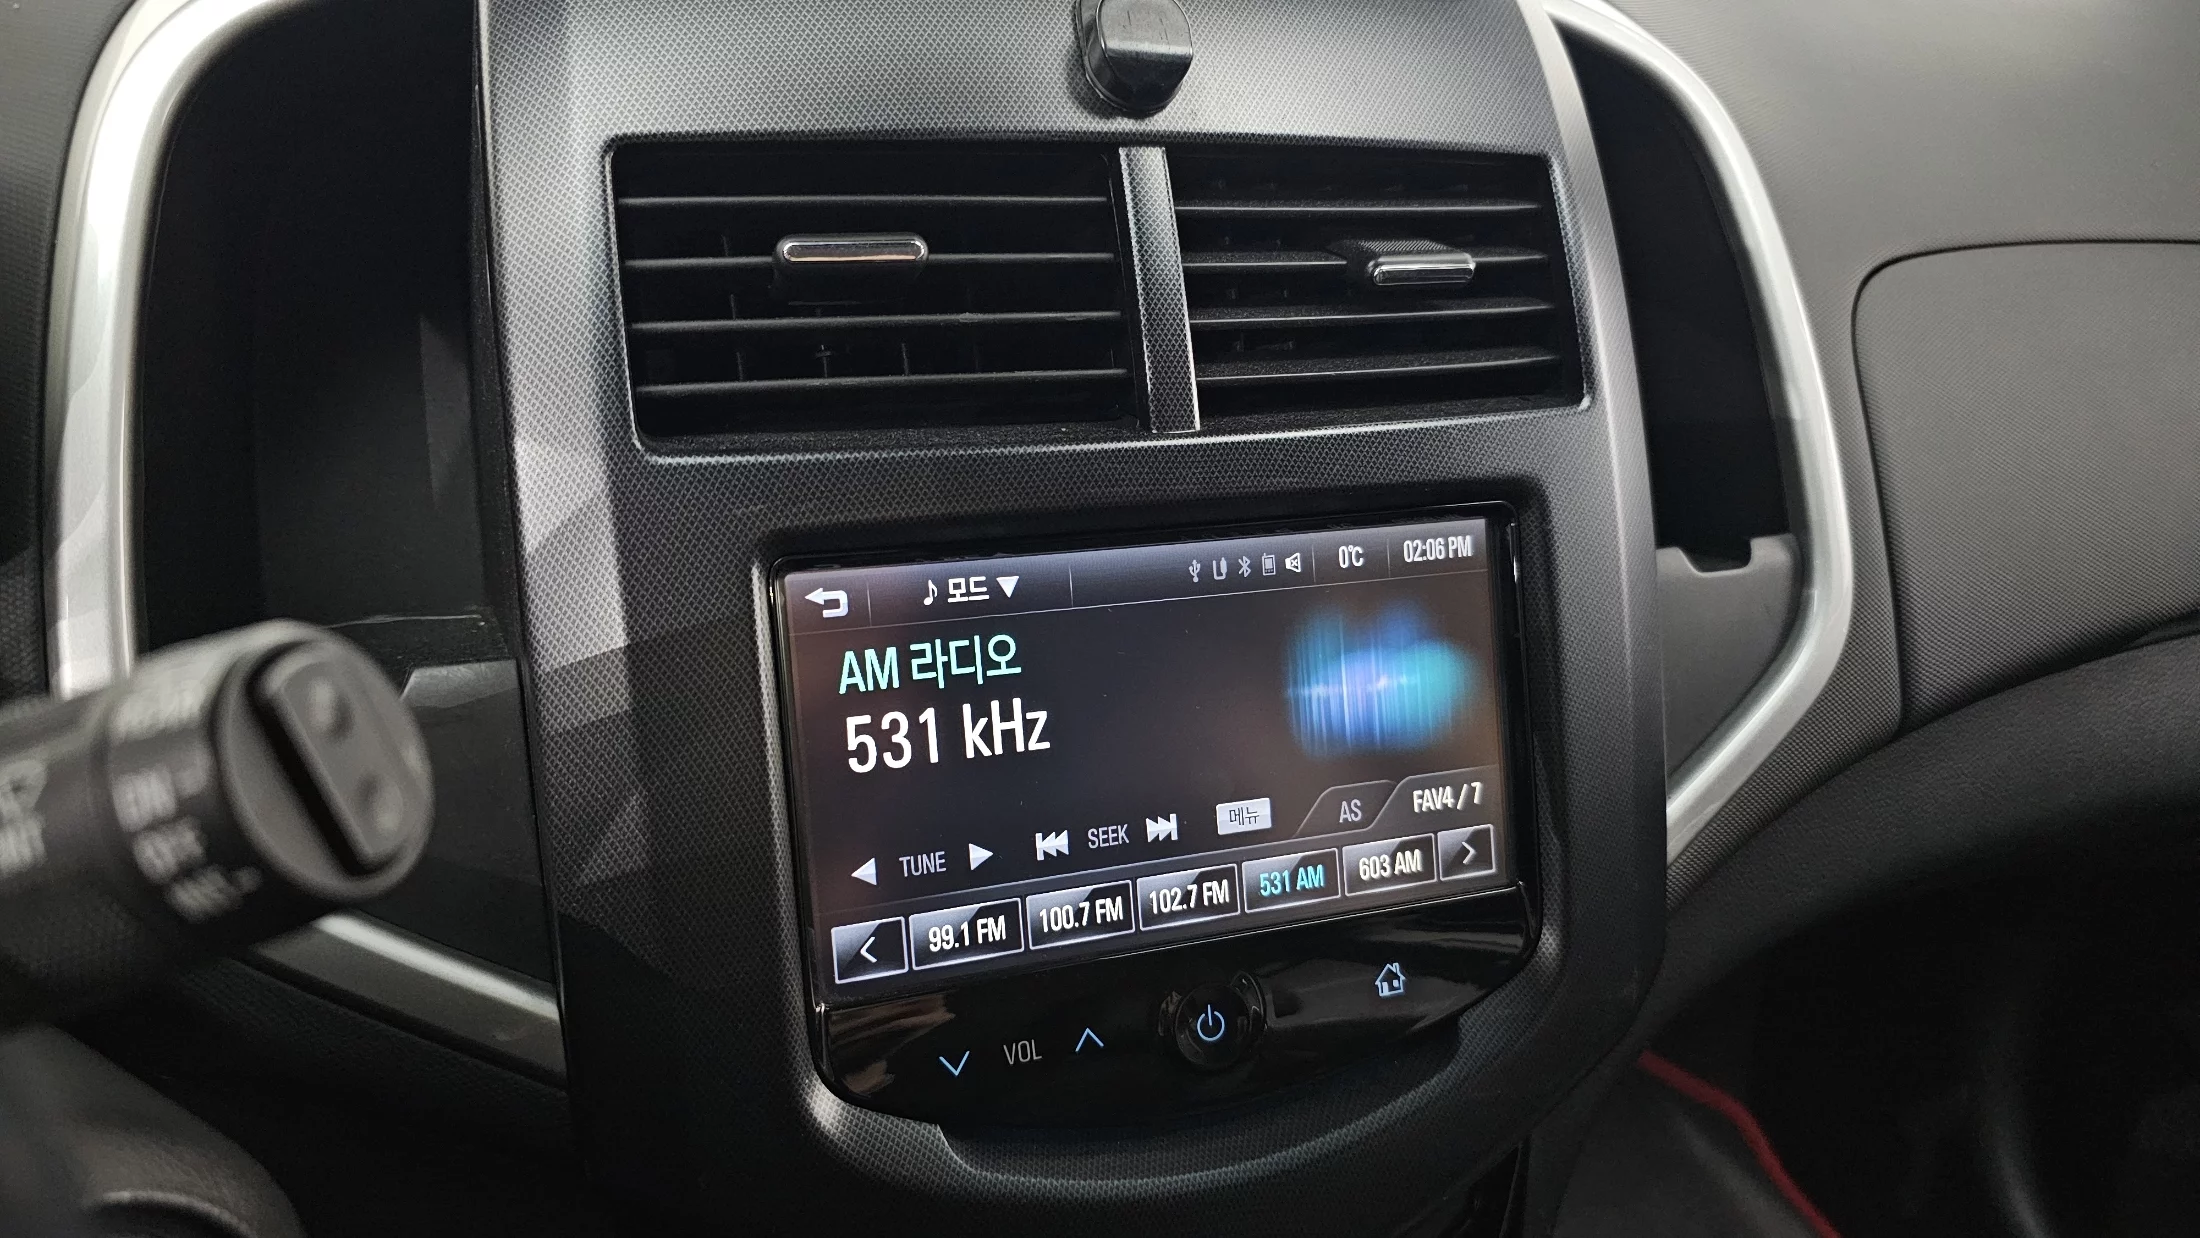 ♪ 모드 ▼ 0℃ 02:06 PM
AM 라디오
531 kHz
TUNE SEEK 메뉴 AS FAV4 / 7
< 99.1 FM 100.7 FM 102.7 FM 531 AM 603 AM >
VOL